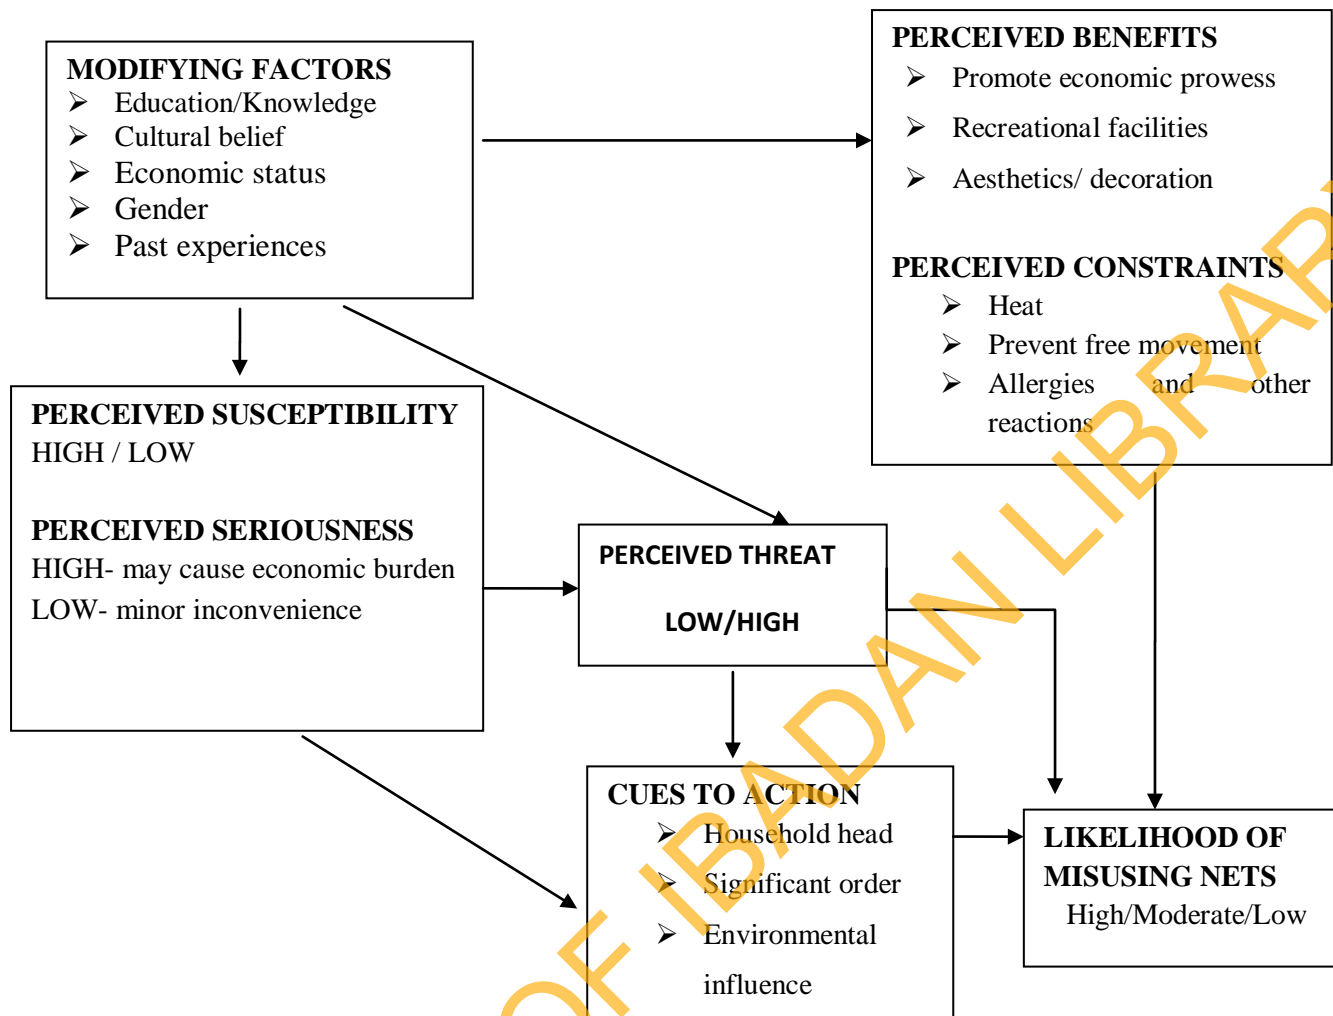 MODIFYING FACTORS
➢ Education/Knowledge
➢ Cultural belief
➢ Economic status
➢ Gender
➢ Past experiences
PERCEIVED BENEFITS
➢ Promote economic prowess
➢ Recreational facilities
➢ Aesthetics/ decoration
PERCEIVED CONSTRAINTS
➢ Heat
➢ Prevent free movement
➢ Allergies and other
reactions
PERCEIVED SUSCEPTIBILITY
HIGH / LOW
PERCEIVED SERIOUSNESS
HIGH- may cause economic burden
LOW- minor inconvenience
PERCEIVED THREAT
LOW/HIGH
CUES TO ACTION
➢ Household head
➢ Significant order
➢ Environmental
influence
LIKELIHOOD OF
MISUSING NETS
High/Moderate/Low
OF IBADAN LIBRARY